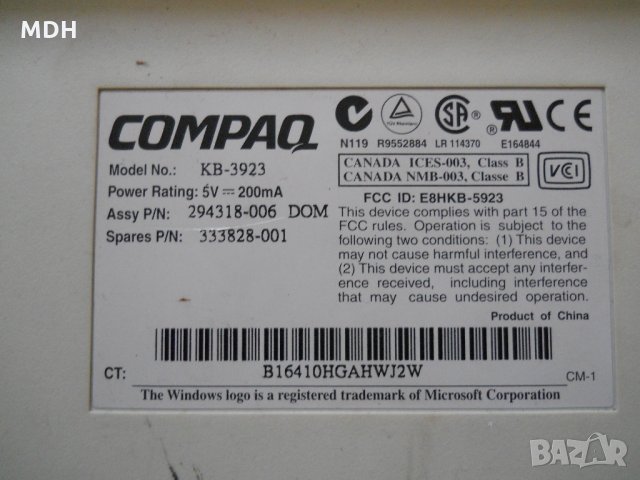 MDH
COMPAQ
N119 R9552884 LR 114370 E164844
Model No.: KB-3923
Power Rating: 5V 200mA
Assy P/N: 294318-006 DOM
Spares P/N: 333828-001
CANADA ICES-003, Class B
CANADA NMB-003, Classe B
VCI
FCC ID: E8HKB-5923
This device complies with part 15 of the
FCC rules. Operation is subject to the
following two conditions: (1) This device
may not cause harmful interference, and
(2) This device must accept any interfer-
ence received, including interference
that may cause undesired operation.
Product of China
CT: B16410HGAHWJ2W
CM-1
The Windows logo is a registered trademark of Microsoft Corporation
BAZAR